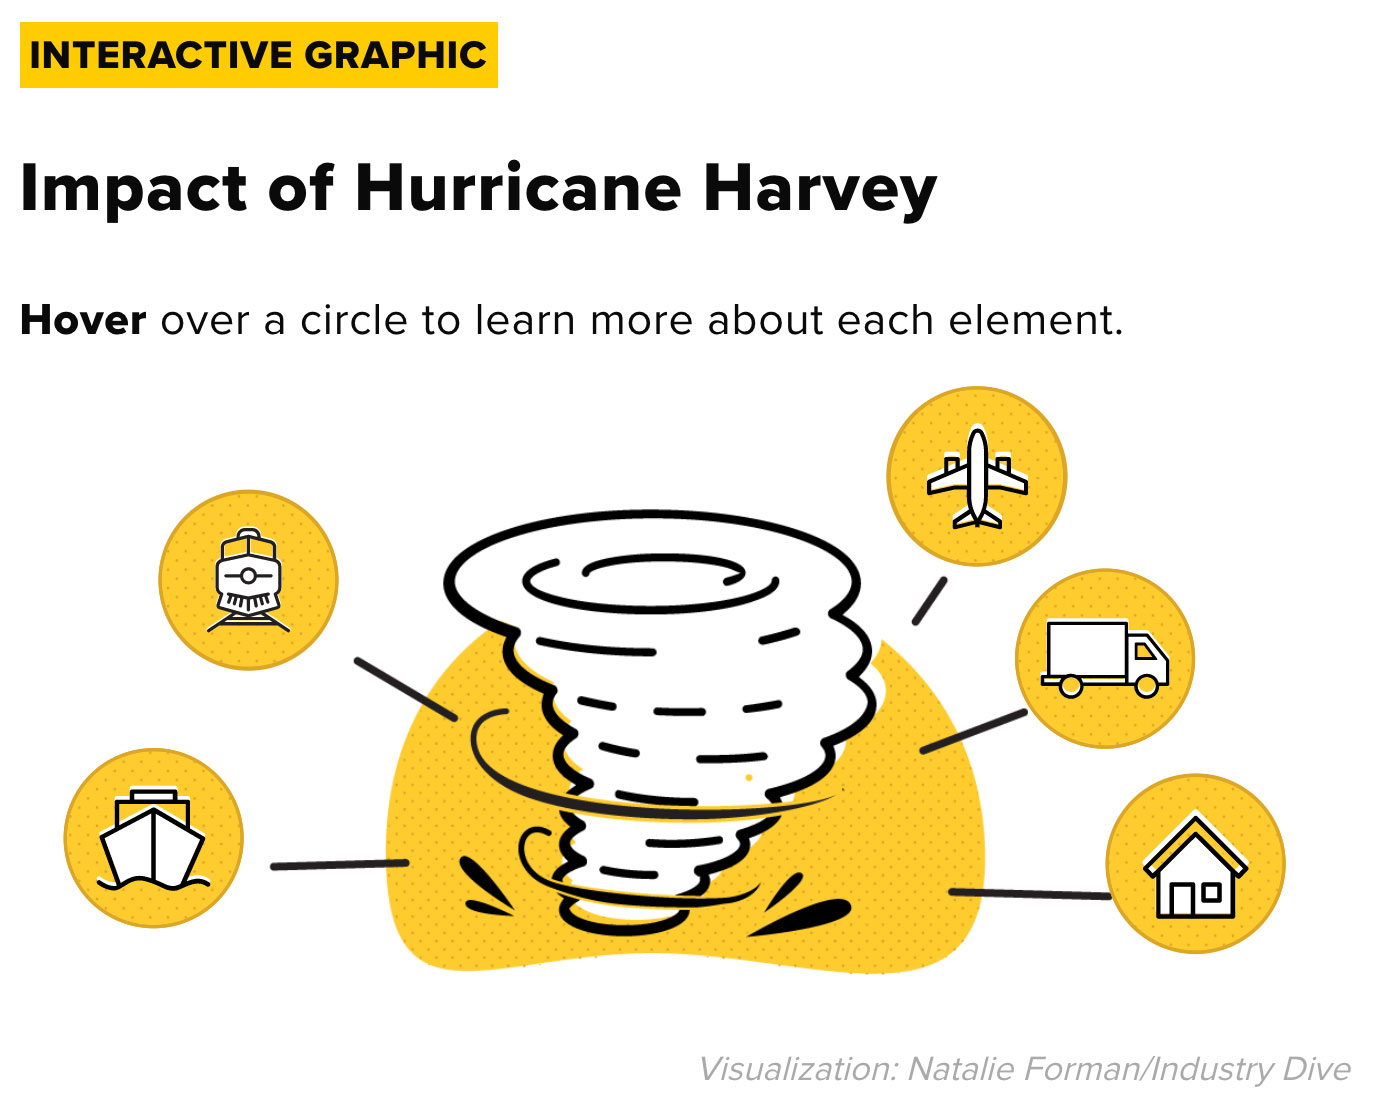 INTERACTIVE GRAPHIC
Impact of Hurricane Harvey
Hover over a circle to learn more about each element.
Visualization: Natalie Forman/Industry Dive